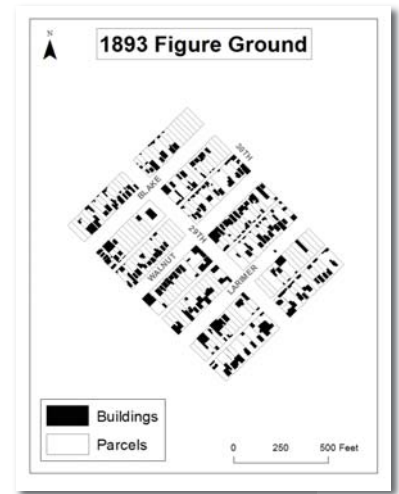 N
1893 Figure Ground
30TH
BLAKE
29TH
WALNUT
LARIMER
Buildings
Parcels
0 250 500 Feet